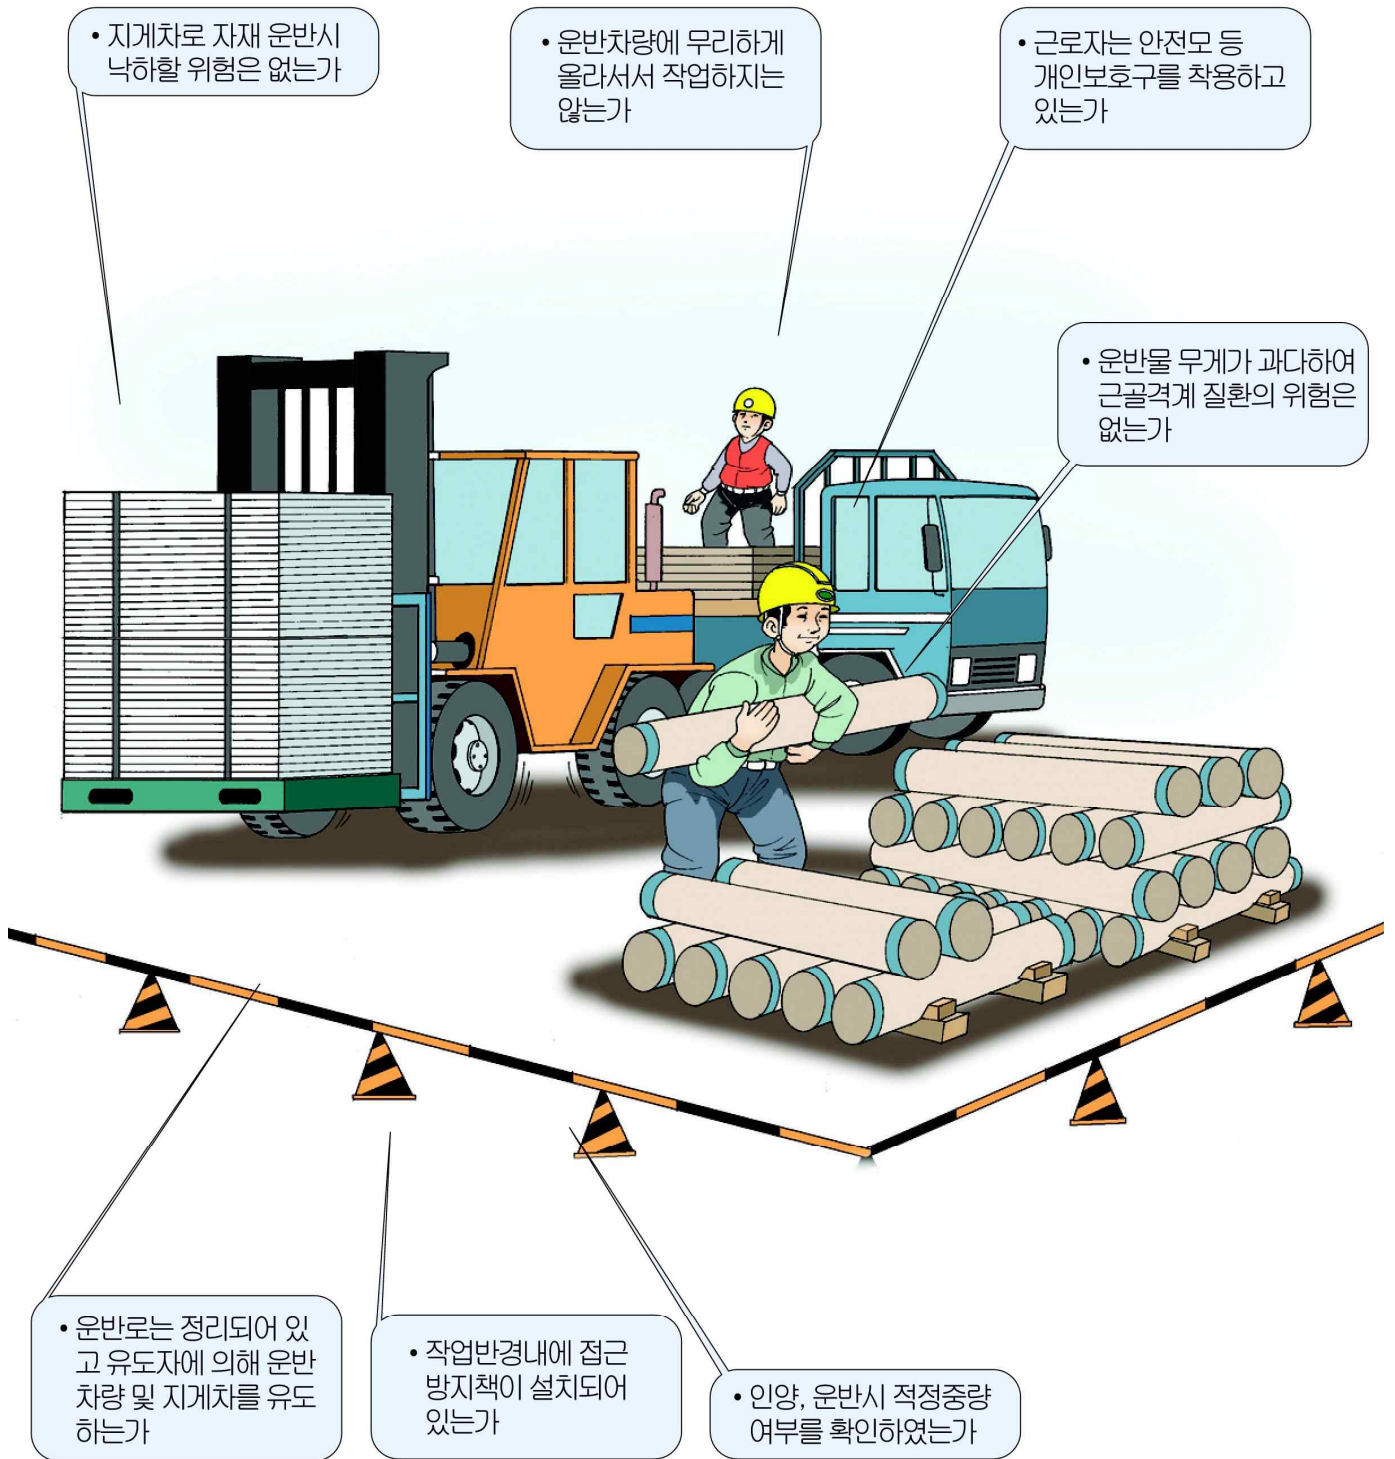 • 지게차로 자재 운반시
낙하할 위험은 없는가
• 운반차량에 무리하게
올라서서 작업하지는
않는가
• 근로자는 안전모 등
개인보호구를 착용하고
있는가
• 운반물 무게가 과다하여
근골격계 질환의 위험은
없는가
• 운반로는 정리되어 있
고 유도자에 의해 운반
차량 및 지게차를 유도
하는가
• 작업반경내에 접근
방지책이 설치되어
있는가
• 인양, 운반시 적정중량
여부를 확인하였는가